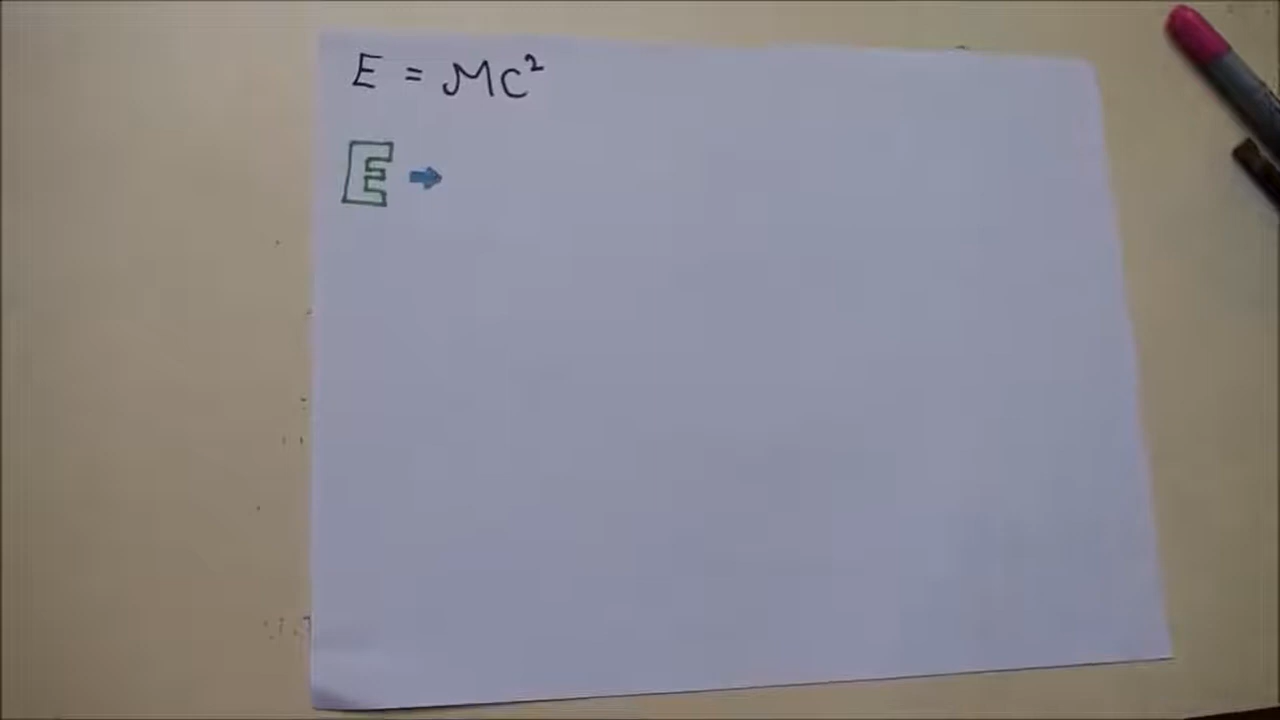 E = MC²
E ➡